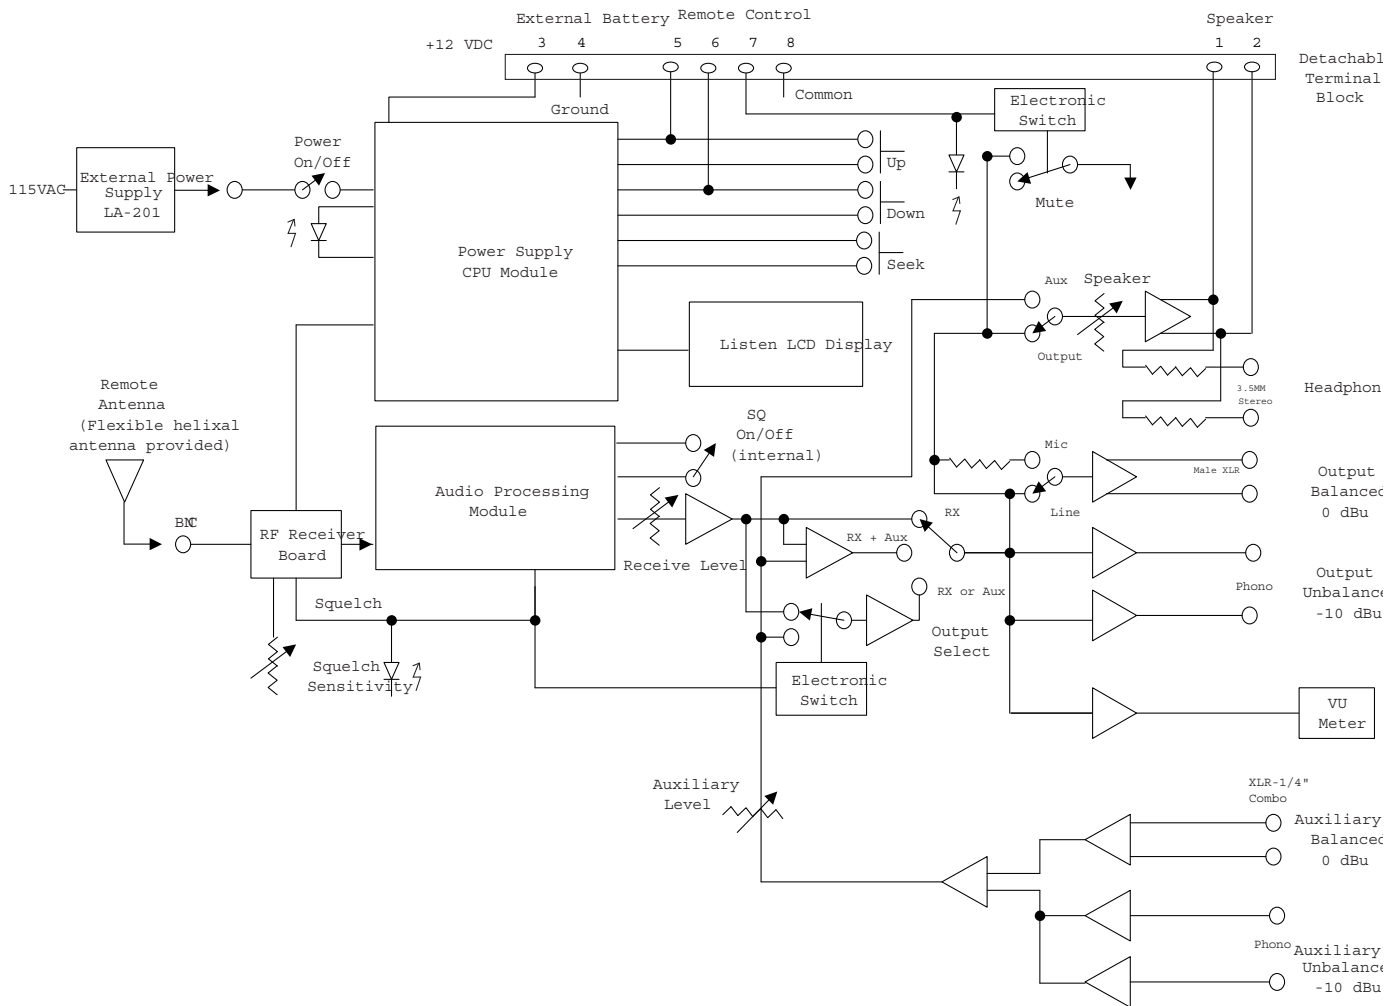 External Battery
Remote Control
Speaker
+12 VDC
3
4
5
6
7
8
1
2
Detachabl
Terminal
Block
Ground
Common
Electronic
Switch
Power
On/Off
115VAC
External Power
Supply
LA-201
Up
Down
Seek
Mute
Power Supply
CPU Module
Listen LCD Display
Aux
Speaker
Output
3.5MM
Stereo
Headphon
Remote
Antenna
(Flexible helixal
antenna provided)
SQ
On/Off
(internal)
Mic
Male XLR
Line
Output
Balanced
0 dBu
Audio Processing
Module
BNC
RF Receiver
Board
Receive Level
RX
RX + Aux
RX or Aux
Output
Select
Phono
Output
Unbalance
-10 dBu
Squelch
Squelch
Sensitivity
Electronic
Switch
VU
Meter
Auxiliary
Level
XLR-1/4"
Combo
Auxiliary
Balanced
0 dBu
Phono
Auxiliary
Unbalance
-10 dBu